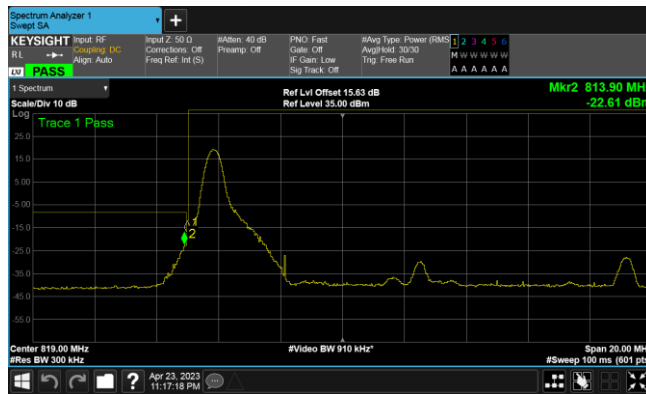 Spectrum Analyzer 1
Swept SA
KEYSIGHT
RL
Input: RF
Coupling: DC
Align: Auto
Input Z: 50 Ω
Corrections: Off
Freq Ref: Int (S)
#Atten: 40 dB
Preamp: Off
PNO: Fast
Gate: Off
IF Gain: Low
Sig Track: Off
#Avg Type: Power (RMS
Avg|Hold: 30/30
Trig: Free Run
1 2 3 4 5 6
M W W W W W
A A A A A A
LXI PASS
1 Spectrum
Scale/Div 10 dB
Ref Lvl Offset 15.63 dB
Ref Level 35.00 dBm
Mkr2 813.90 MH
-22.61 dBr
Log
Trace 1 Pass
25.0
15.0
5.00
-5.00
-15.0
-25.0
-35.0
-45.0
-55.0
2
Center 819.00 MHz
#Res BW 300 kHz
#Video BW 910 kHz*
Span 20.00 MH
#Sweep 100 ms (601 pts
?
Apr 23, 2023
11:17:18 PM